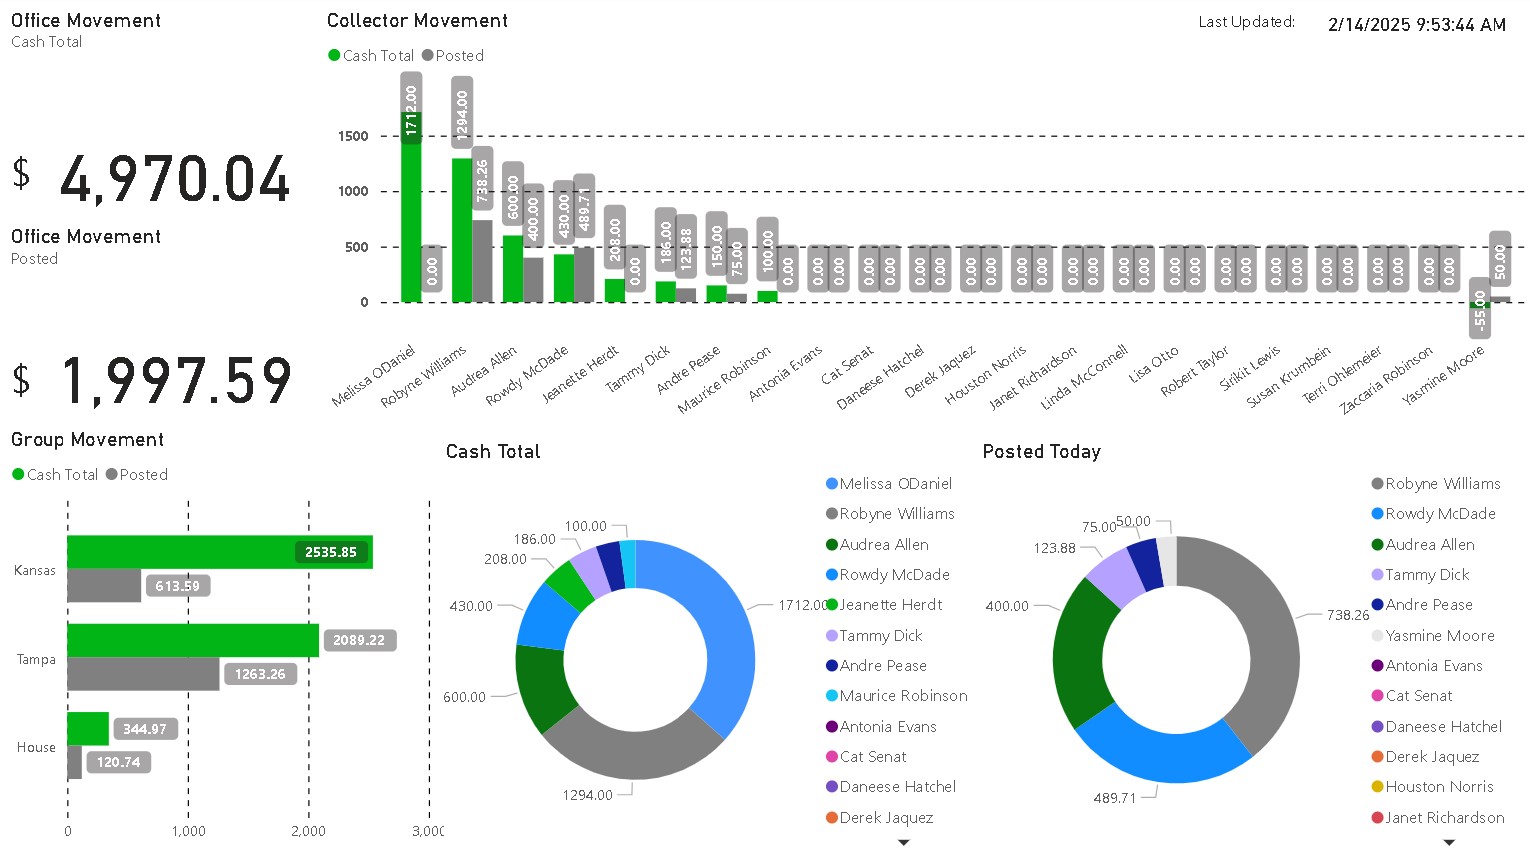 Office Movement
Cash Total
$ 4,970.04
Office Movement
Posted
$ 1,997.59
Collector Movement
Last Updated: 2/14/2025 9:53:44 AM
Cash Total Posted
1500
1000
500
0
1712.00 0.00 1294.00 738.26 600.00 400.00 430.00 489.71 208.00 0.00 186.00 123.88 150.00 75.00 100.00 0.00 0.00 0.00 0.00 0.00 0.00 0.00 0.00 0.00 0.00 0.00 0.00 0.00 0.00 0.00 0.00 0.00 0.00 0.00 0.00 0.00 0.00 0.00 0.00 0.00 0.00 0.00 -55.00 50.00
Melissa ODaniel
Robyne Williams
Audrea Allen
Rowdy McDade
Jeanette Herdt
Tammy Dick
Andre Pease
Maurice Robinson
Antonia Evans
Cat Senat
Daneese Hatchel
Derek Jaquez
Houston Norris
Janet Richardson
Linda McConnell
Lisa Otto
Robert Taylor
Sirikit Lewis
Susan Krumbein
Terri Ohlemeier
Zaccaria Robinson
Yasmine Moore
Group Movement
Cash Total Posted
Kansas
2535.85
613.59
Tampa
2089.22
1263.26
House
344.97
120.74
0 1,000 2,000 3,000
Cash Total
100.00
186.00
208.00
430.00
600.00
1294.00
1712.00
Melissa ODaniel
Robyne Williams
Audrea Allen
Rowdy McDade
Jeanette Herdt
Tammy Dick
Andre Pease
Maurice Robinson
Antonia Evans
Cat Senat
Daneese Hatchel
Derek Jaquez
Posted Today
50.00
75.00
123.88
400.00
489.71
738.26
Robyne Williams
Rowdy McDade
Audrea Allen
Tammy Dick
Andre Pease
Yasmine Moore
Antonia Evans
Cat Senat
Daneese Hatchel
Derek Jaquez
Houston Norris
Janet Richardson